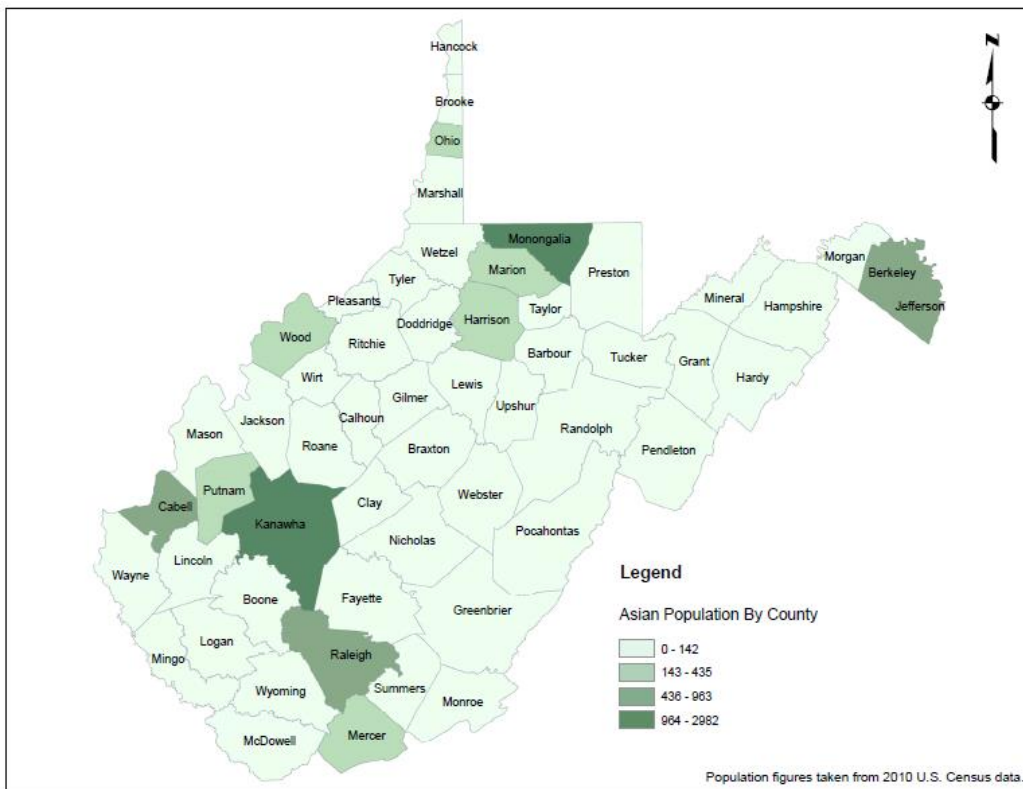 N
Hancock
Brooke
Ohio
Marshall
Wetzel
Monongalia
Marion
Preston
Morgan
Berkeley
Jefferson
Tyler
Pleasants
Doddridge
Harrison
Taylor
Mineral
Hampshire
Wood
Ritchie
Barbour
Tucker
Grant
Hardy
Wirt
Gilmer
Lewis
Upshur
Jackson
Calhoun
Randolph
Mason
Roane
Braxton
Pendleton
Putnam
Webster
Cabell
Clay
Kanawha
Pocahontas
Nicholas
Lincoln
Wayne
Boone
Fayette
Greenbrier
Logan
Mingo
Raleigh
Summers
Wyoming
Monroe
Mercer
McDowell
Legend
Asian Population By County
0 - 142
143 - 435
436 - 963
964 - 2982
Population figures taken from 2010 U.S. Census data.